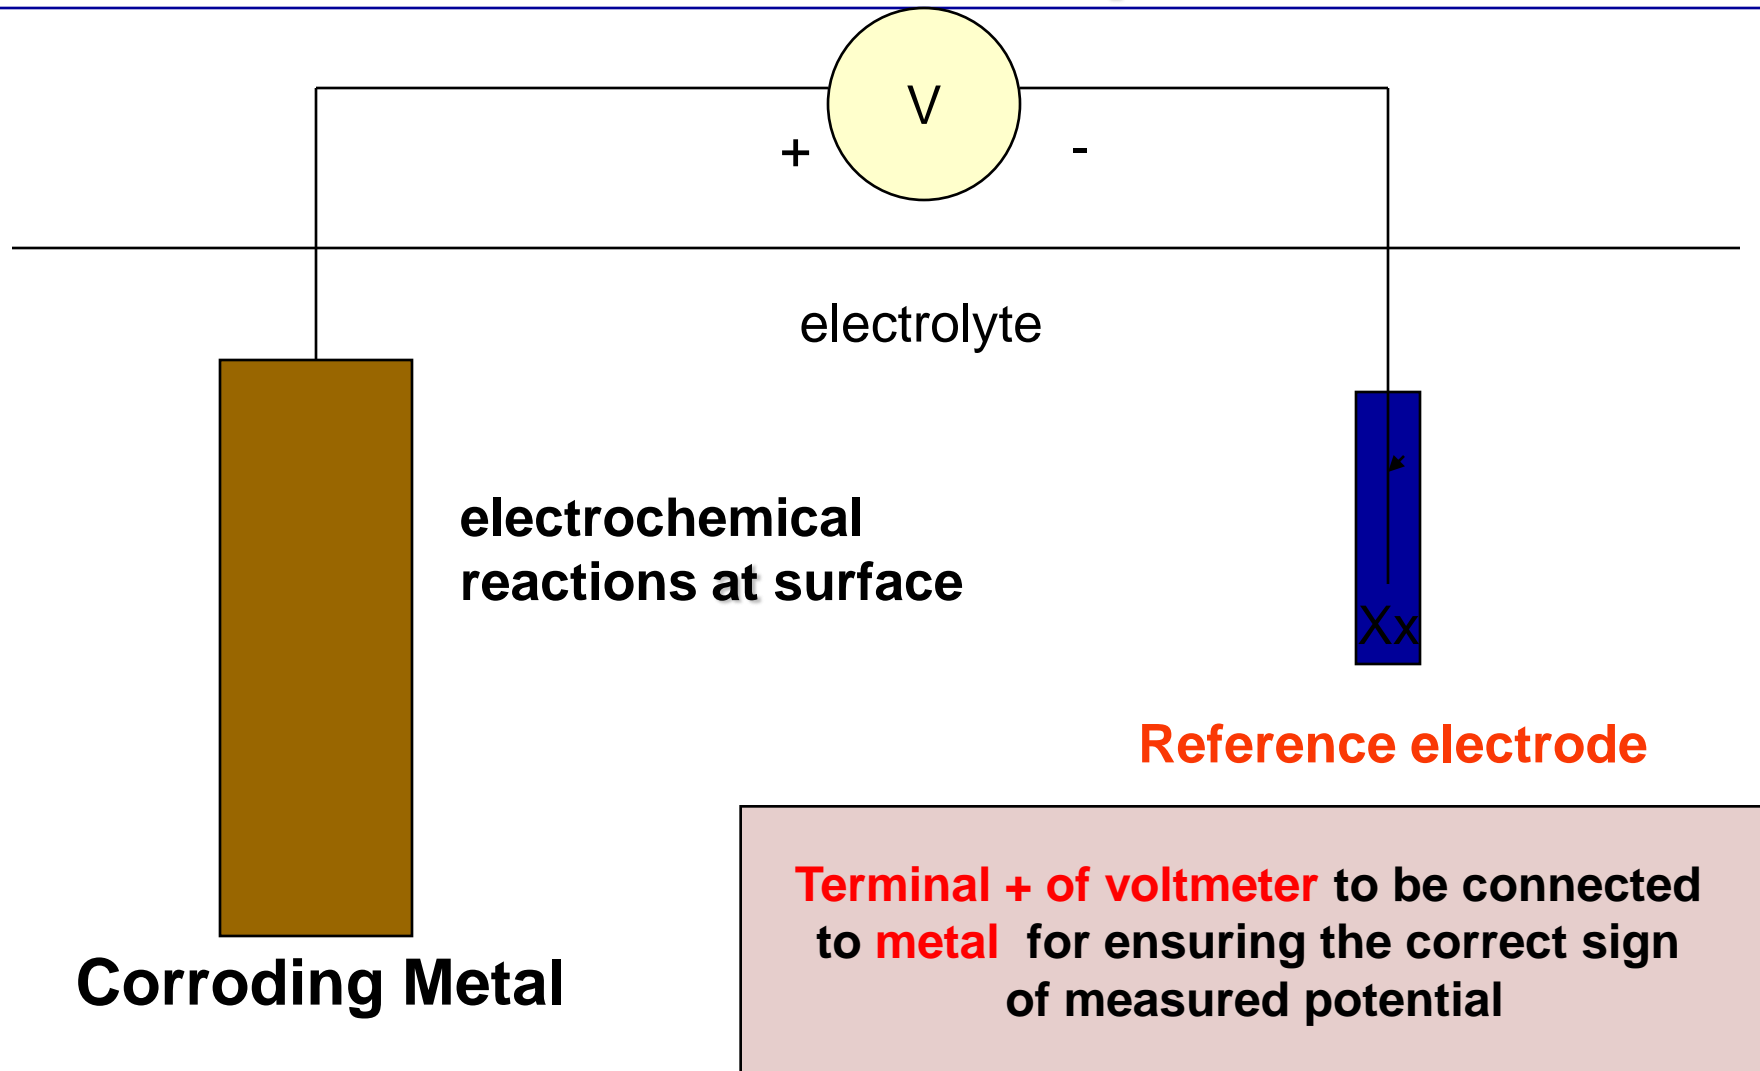 V
+ -
electrolyte
electrochemical
reactions at surface
Xx
Reference electrode
Terminal + of voltmeter to be connected
to metal for ensuring the correct sign
of measured potential
Corroding Metal